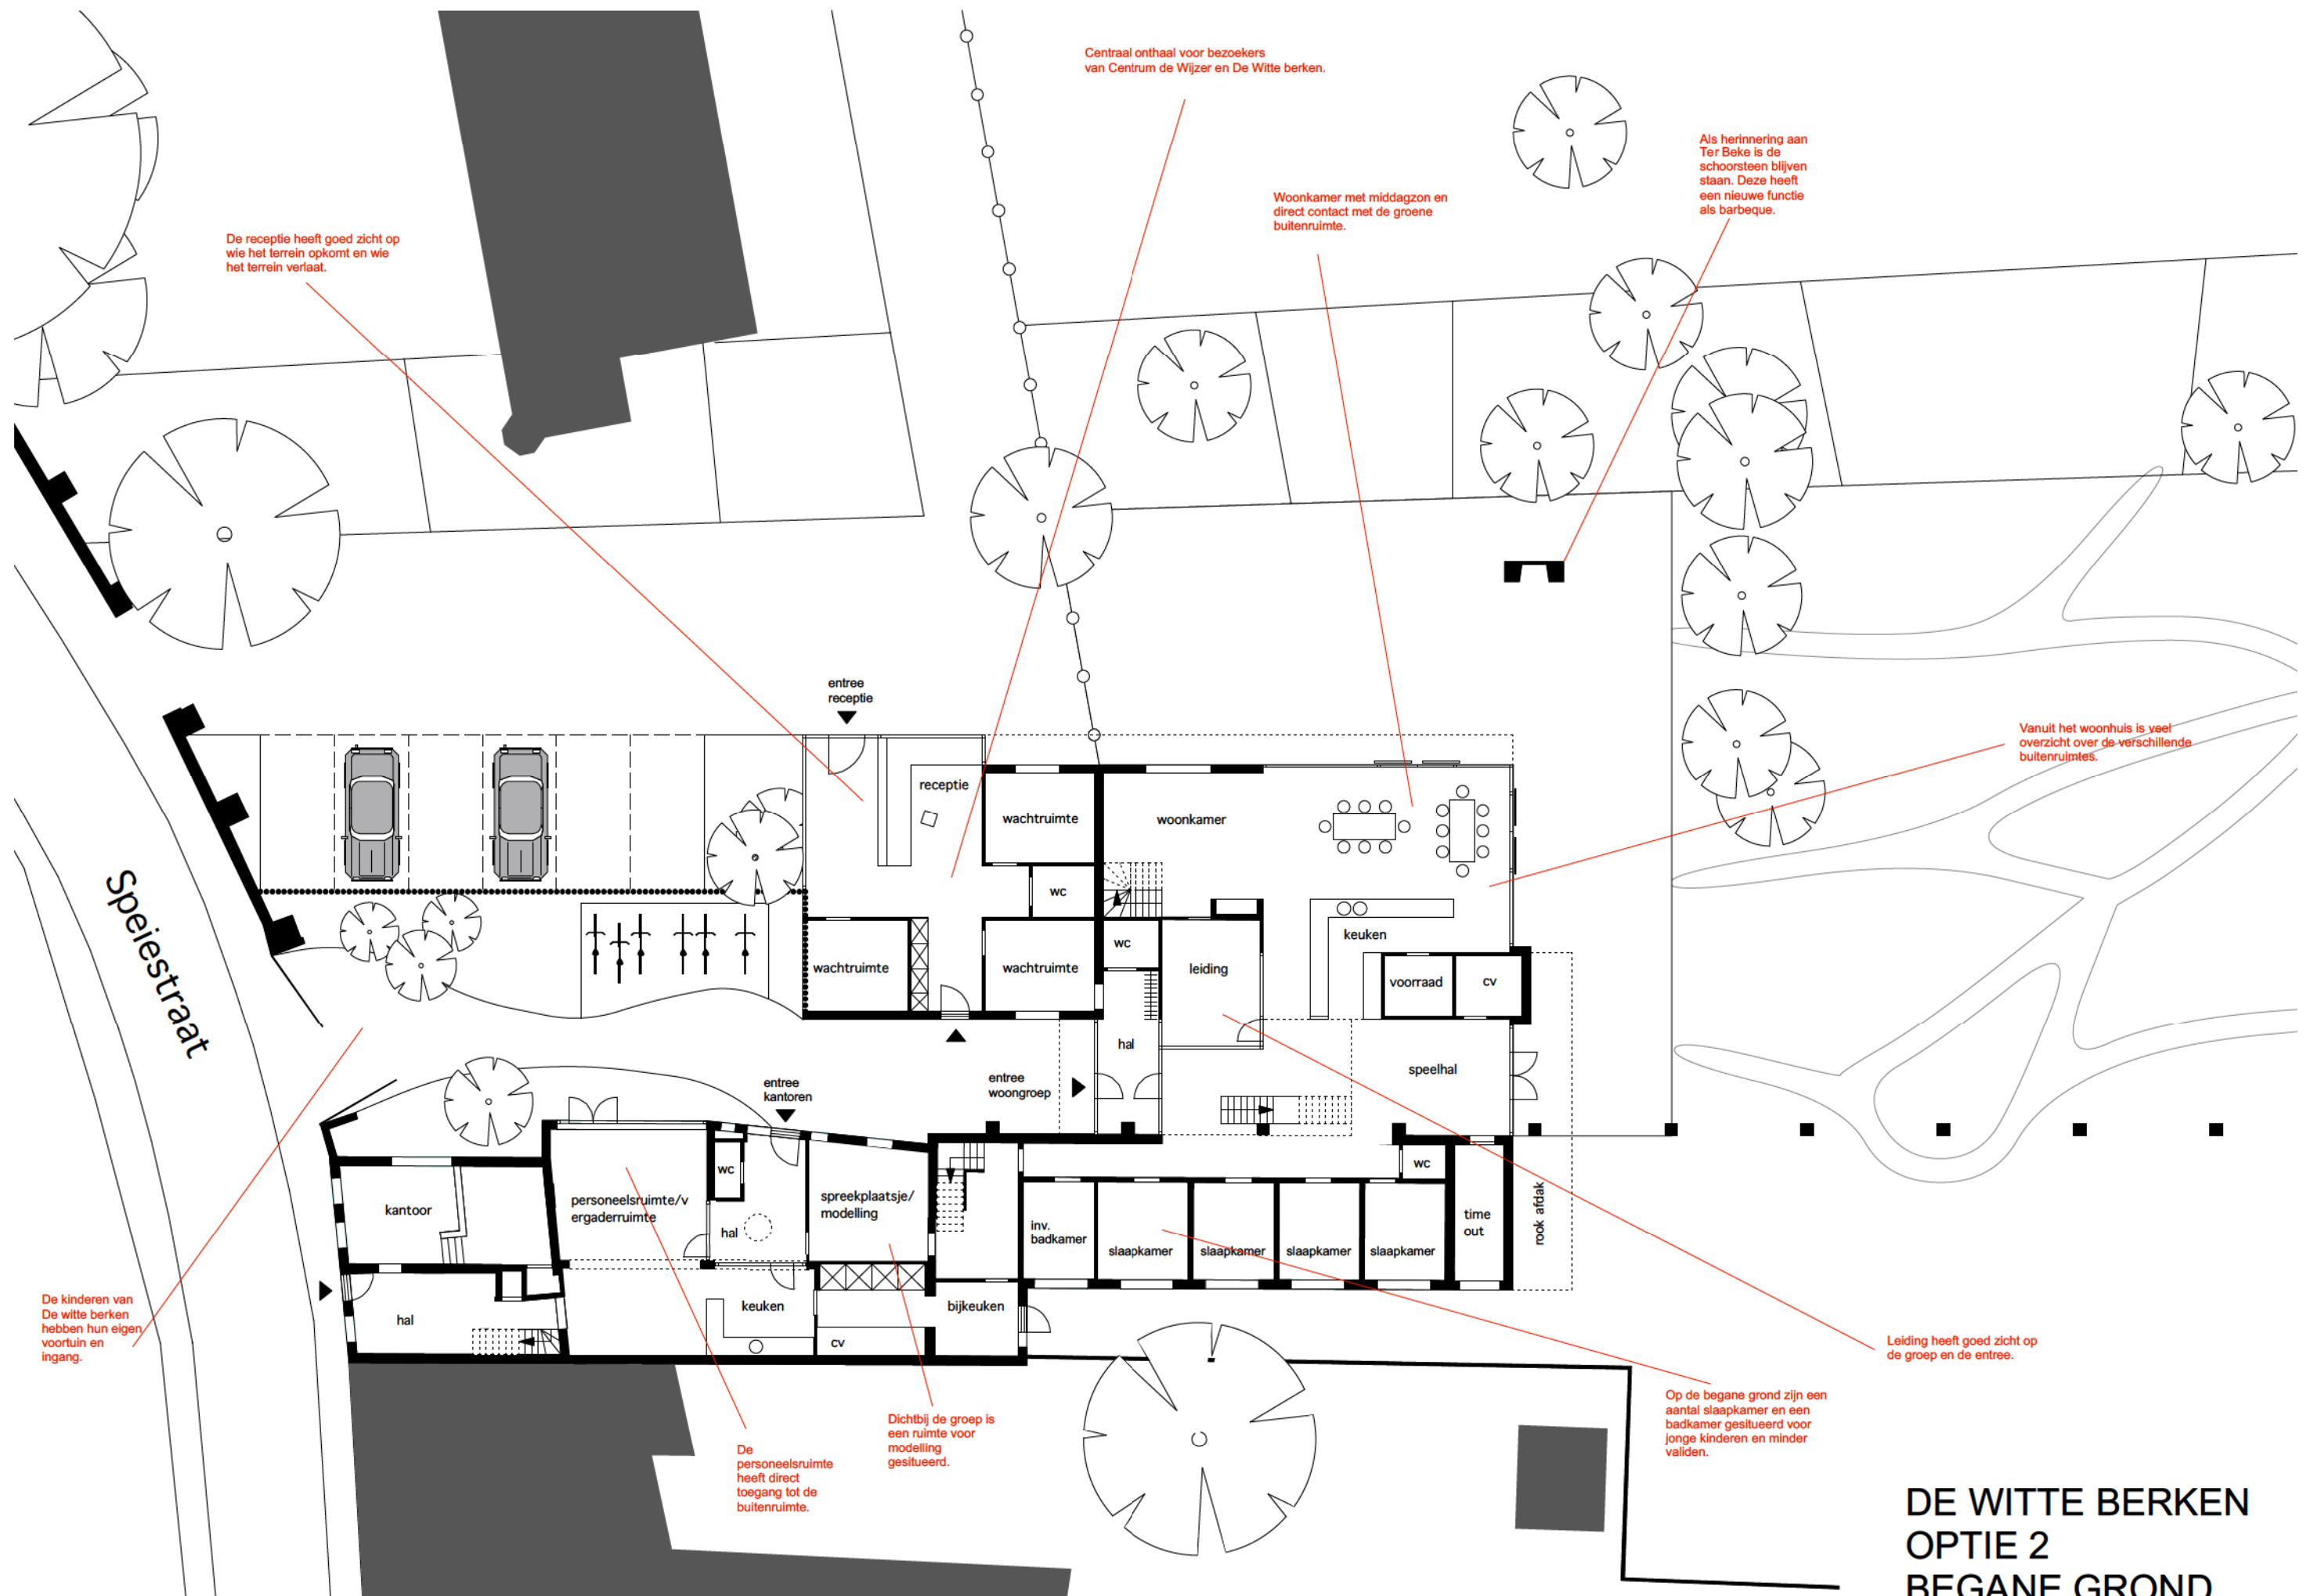 Centraal onthaal voor bezoekers
van Centrum de Wijzer en De Witte berken.
Als herinnering aan
Ter Beke is de
schoorsteen blijven
staan. Deze heeft
een nieuwe functie
als barbeque.
Woonkamer met middagzon en
direct contact met de groene
buitenruimte.
De receptie heeft goed zicht op
wie het terrein opkomt en wie
het terrein verlaat.
entree
receptie
Vanuit het woonhuis is veel
overzicht over de verschillende
buitenruimtes.
receptie
wachtruimte
woonkamer
wc
keuken
wc
wachtruimte
wachtruimte
leiding
voorraad
cv
Speiestraat
hal
speelhal
entree
kantoren
entree
woongroep
wc
wc
kantoor
personeelsruimte/v
ergaderruimte
spreekplaatsje/
modelling
hal
inv.
badkamer
slaapkamer
slaapkamer
slaapkamer
slaapkamer
time
out
rook afdak
hal
keuken
bijkeuken
cv
De kinderen van
De witte berken
hebben hun eigen
voortuin en
ingang.
Leiding heeft goed zicht op
de groep en de entree.
Op de begane grond zijn een
aantal slaapkamer en een
badkamer gesitueerd voor
jonge kinderen en minder
validen.
Dichtbij de groep is
een ruimte voor
modelling
gesitueerd.
De
personeelsruimte
heeft direct
toegang tot de
buitenruimte.
DE WITTE BERKEN
OPTIE 2
BEGANE GROND